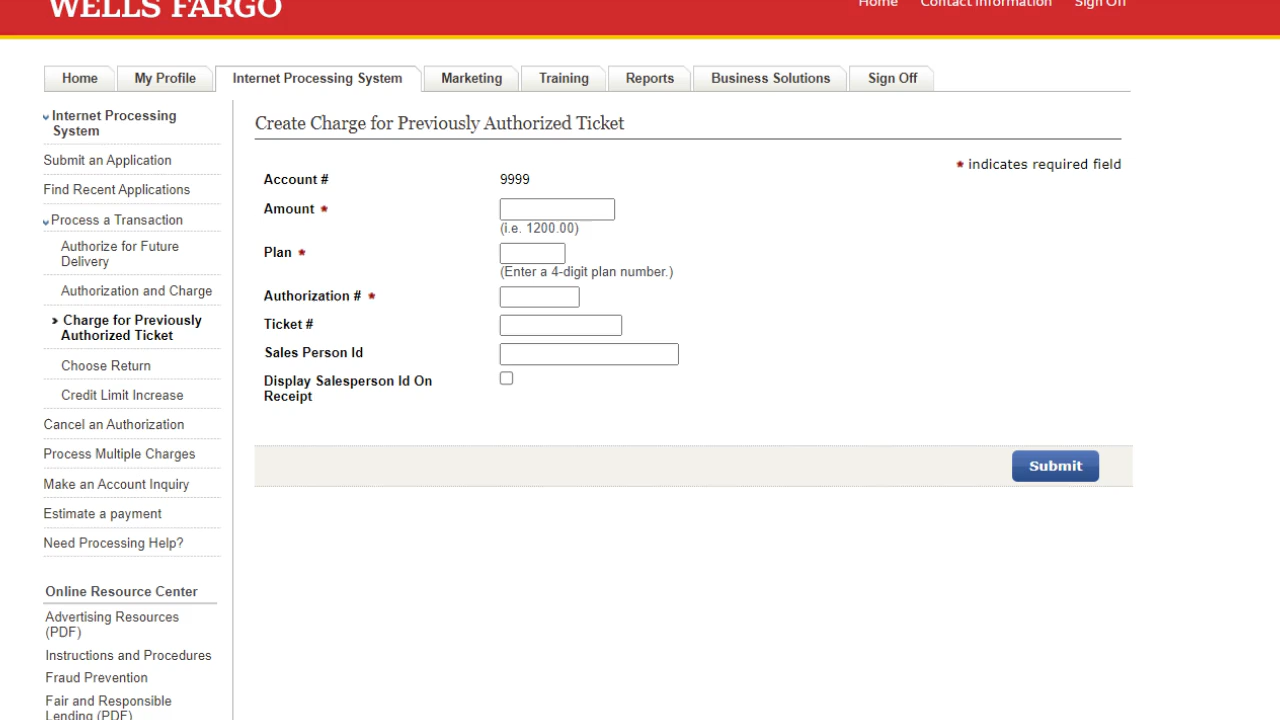 WELLS FARGO
Home Contact Information Sign Off
Home My Profile Internet Processing System Marketing Training Reports Business Solutions Sign Off
Internet Processing
System
Submit an Application
Find Recent Applications
Process a Transaction
Authorize for Future
Delivery
Authorization and Charge
Charge for Previously
Authorized Ticket
Choose Return
Credit Limit Increase
Cancel an Authorization
Process Multiple Charges
Make an Account Inquiry
Estimate a payment
Need Processing Help?
Online Resource Center
Advertising Resources
(PDF)
Instructions and Procedures
Fraud Prevention
Fair and Responsible
Lending (PDF)
Create Charge for Previously Authorized Ticket
* indicates required field
Account # 9999
Amount *
(i.e. 1200.00)
Plan *
(Enter a 4-digit plan number.)
Authorization # *
Ticket #
Sales Person Id
Display Salesperson Id On
Receipt
Submit